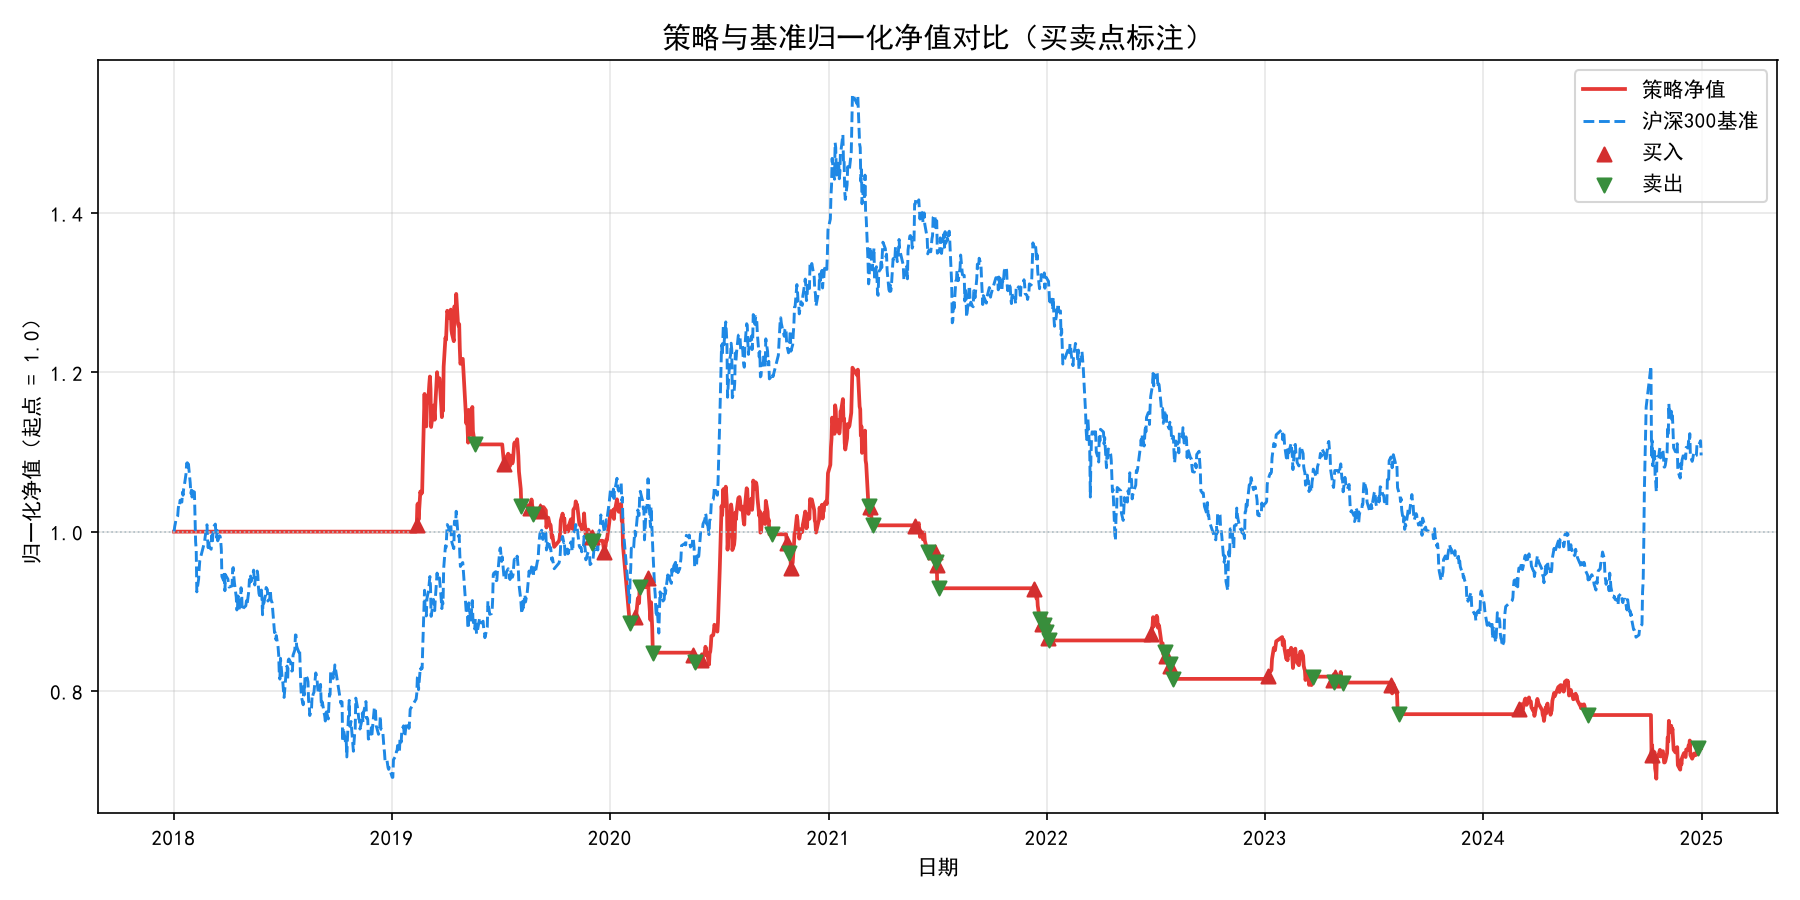 策略与基准归一化净值对比（买卖点标注）
策略净值
沪深300基准
买入
卖出
归一化净值（起点 = 1.0）
1.4
1.2
1.0
0.8
2018
2019
2020
2021
2022
2023
2024
2025
日期